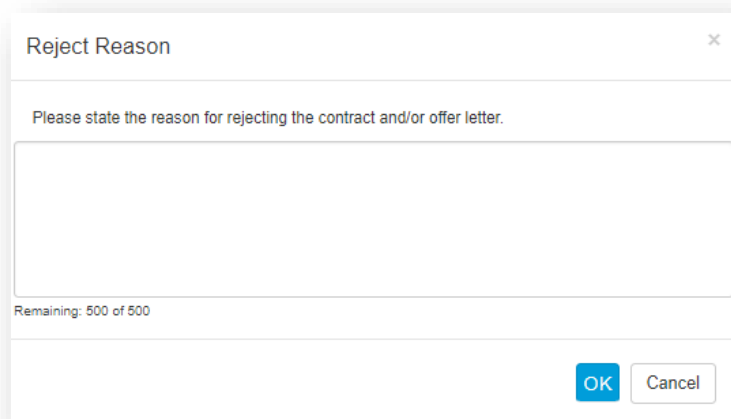 Reject Reason
×
Please state the reason for rejecting the contract and/or offer letter.
Remaining: 500 of 500
OK Cancel